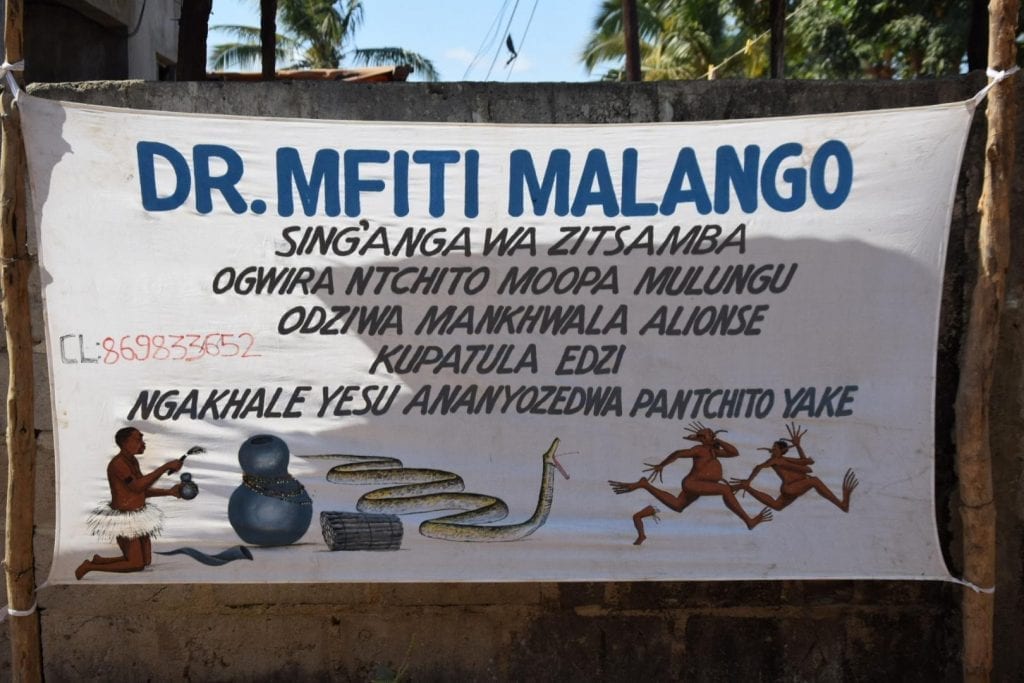 DR. MFITI MALANGO
SING'ANGA WA ZITSAMBA
OGWIRA NTCHITO MOOPA MULUNGU
ODZIWA MANKHWALA ALIONSE
CL:869833652
KUPATULA EDZI
NGAKHALE YESU ANANYOZEDWA PANTCHITO YAKE